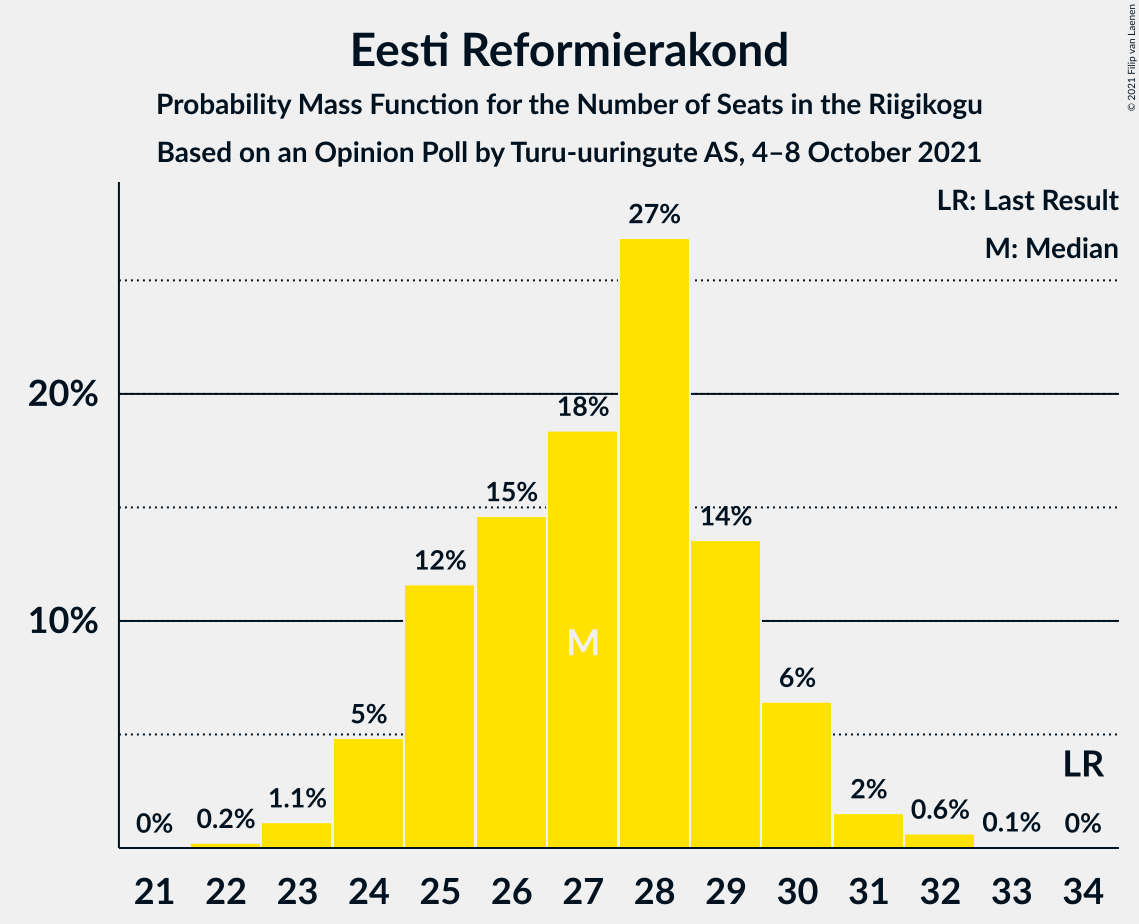 Eesti Reformierakond
Probability Mass Function for the Number of Seats in the Riigikogu
Based on an Opinion Poll by Turu-uuringute AS, 4–8 October 2021
© 2021 Filip van Laenen
LR: Last Result
M: Median
20%
10%
0%
0.2%
1.1%
5%
12%
15%
18%
27%
14%
6%
2%
0.6%
0.1%
0%
M
LR
21 22 23 24 25 26 27 28 29 30 31 32 33 34